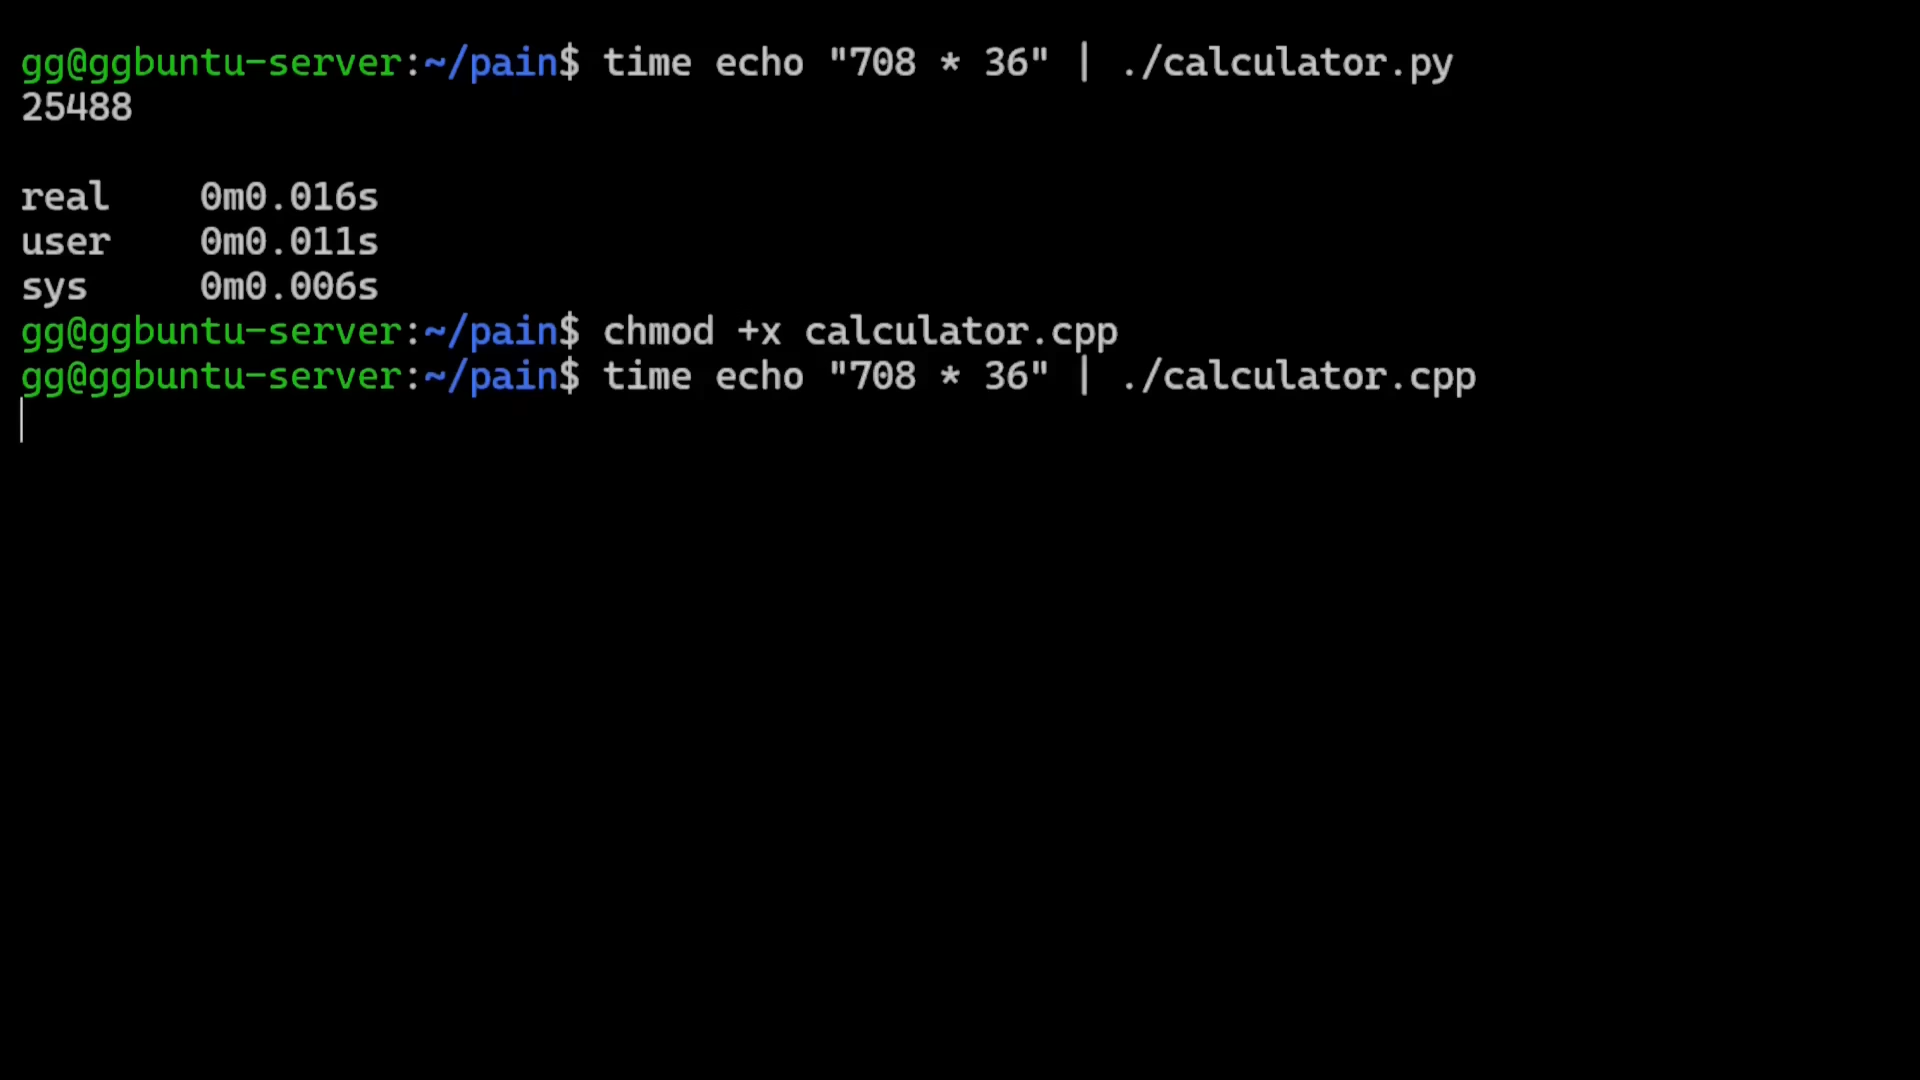 gg@ggbuntu-server:~/pain$ time echo "708 * 36" | ./calculator.py
25488
real    0m0.016s
user    0m0.011s
sys     0m0.006s
gg@ggbuntu-server:~/pain$ chmod +x calculator.cpp
gg@ggbuntu-server:~/pain$ time echo "708 * 36" | ./calculator.cpp